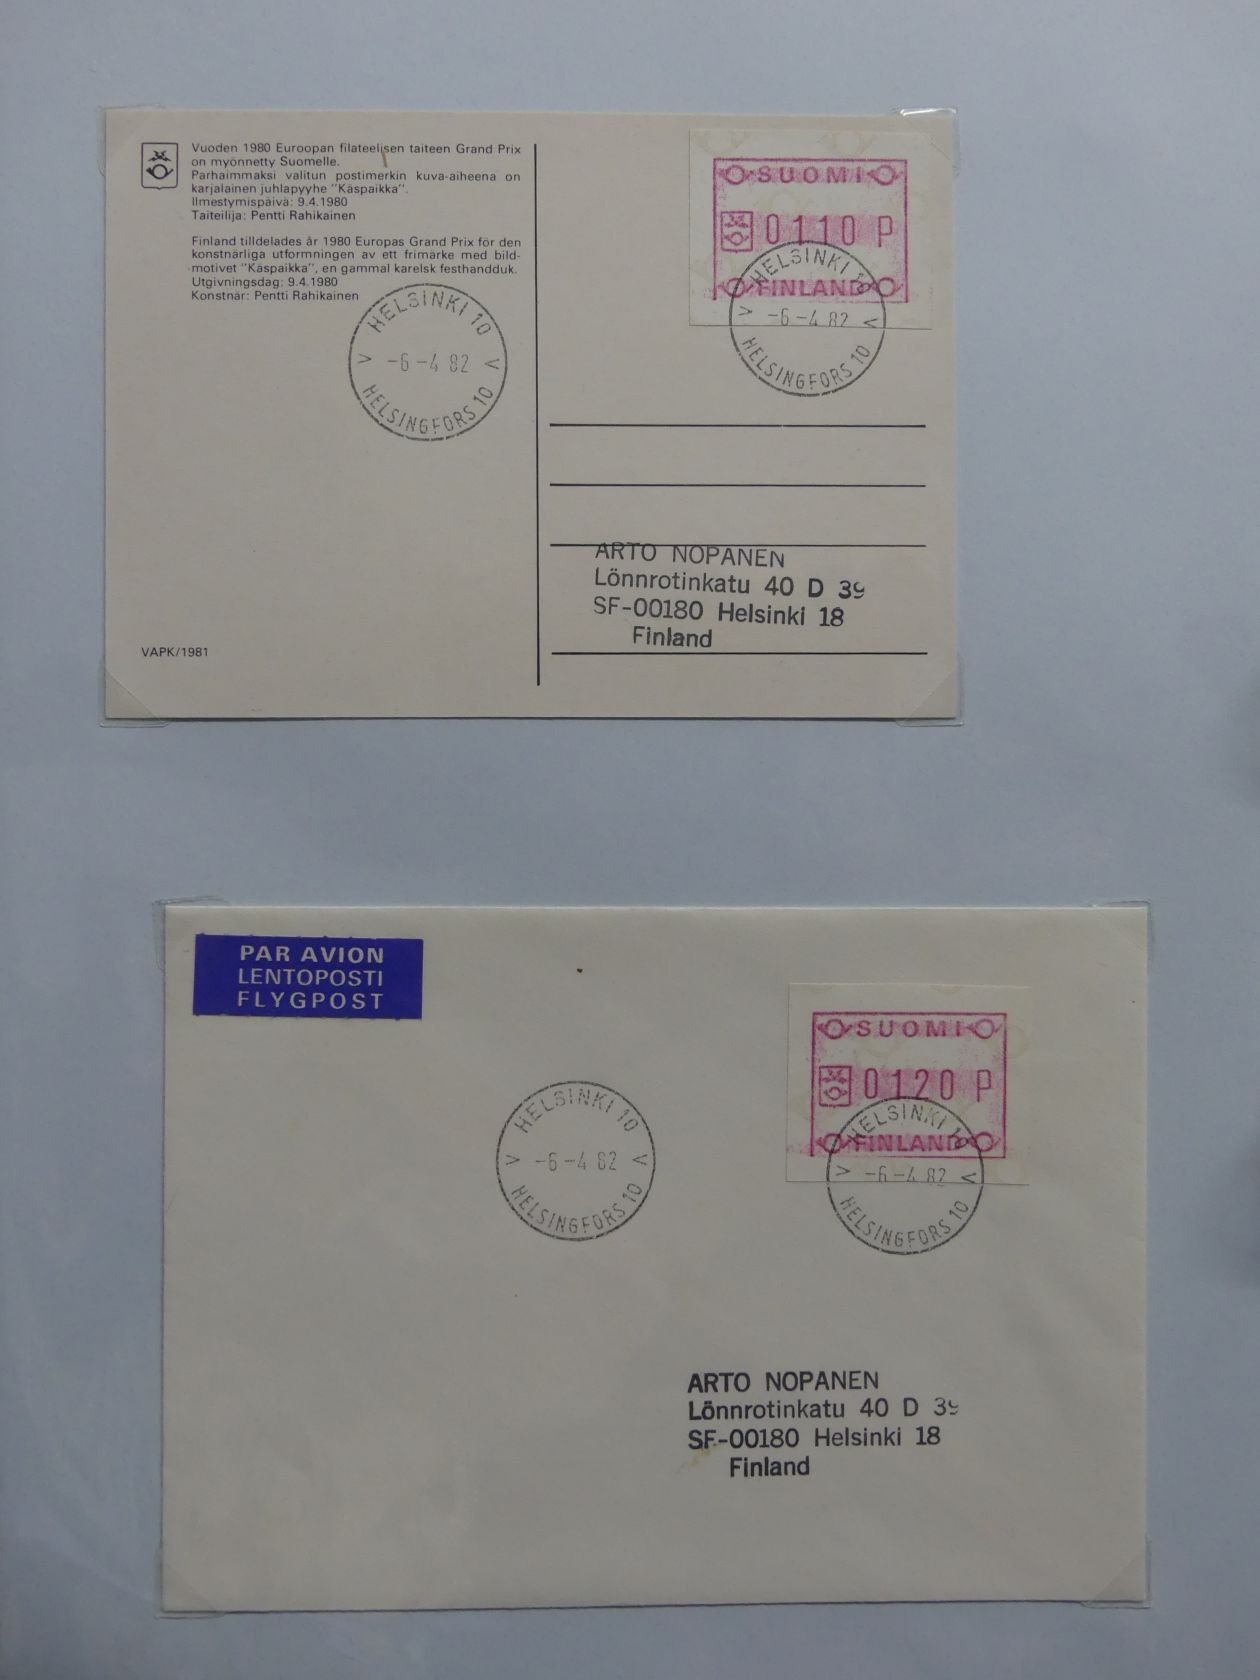 Vuoden 1980 Euroopan filateelisen taiteen Grand Prix
on myönnetty Suomelle.
Parhaimmaksi valitun postimerkin kuva-aiheena on
karjalainen juhlapyyhe "Käspaikka".
Ilmestymispäivä: 9.4.1980
Taiteilija: Pentti Rahikainen
Finland tilldelades år 1980 Europas Grand Prix för den
konstnärliga utformningen av ett frimärke med bild-
motivet "Käspaikka", en gammal karelsk festhandduk.
Utgivningsdag: 9.4.1980
Konstnär: Pentti Rahikainen
HELSINKI 10
V -6-4 82 V
HELSINGFORS 10
VAPK/1981
SUOMI
0110 P
FINLAND
HELSINKI 10
V -6-4 82 V
HELSINGFORS 10
ARTO NOPANEN
Lönnrotinkatu 40 D 39
SF-00180 Helsinki 18
Finland
PAR AVION
LENTOPOSTI
FLYGPOST
HELSINKI 10
V -6-4 82 V
HELSINGFORS 10
SUOMI
0120 P
FINLAND
HELSINKI 10
V -6-4 82 V
HELSINGFORS 10
ARTO NOPANEN
Lönnrotinkatu 40 D 39
SF-00180 Helsinki 18
Finland